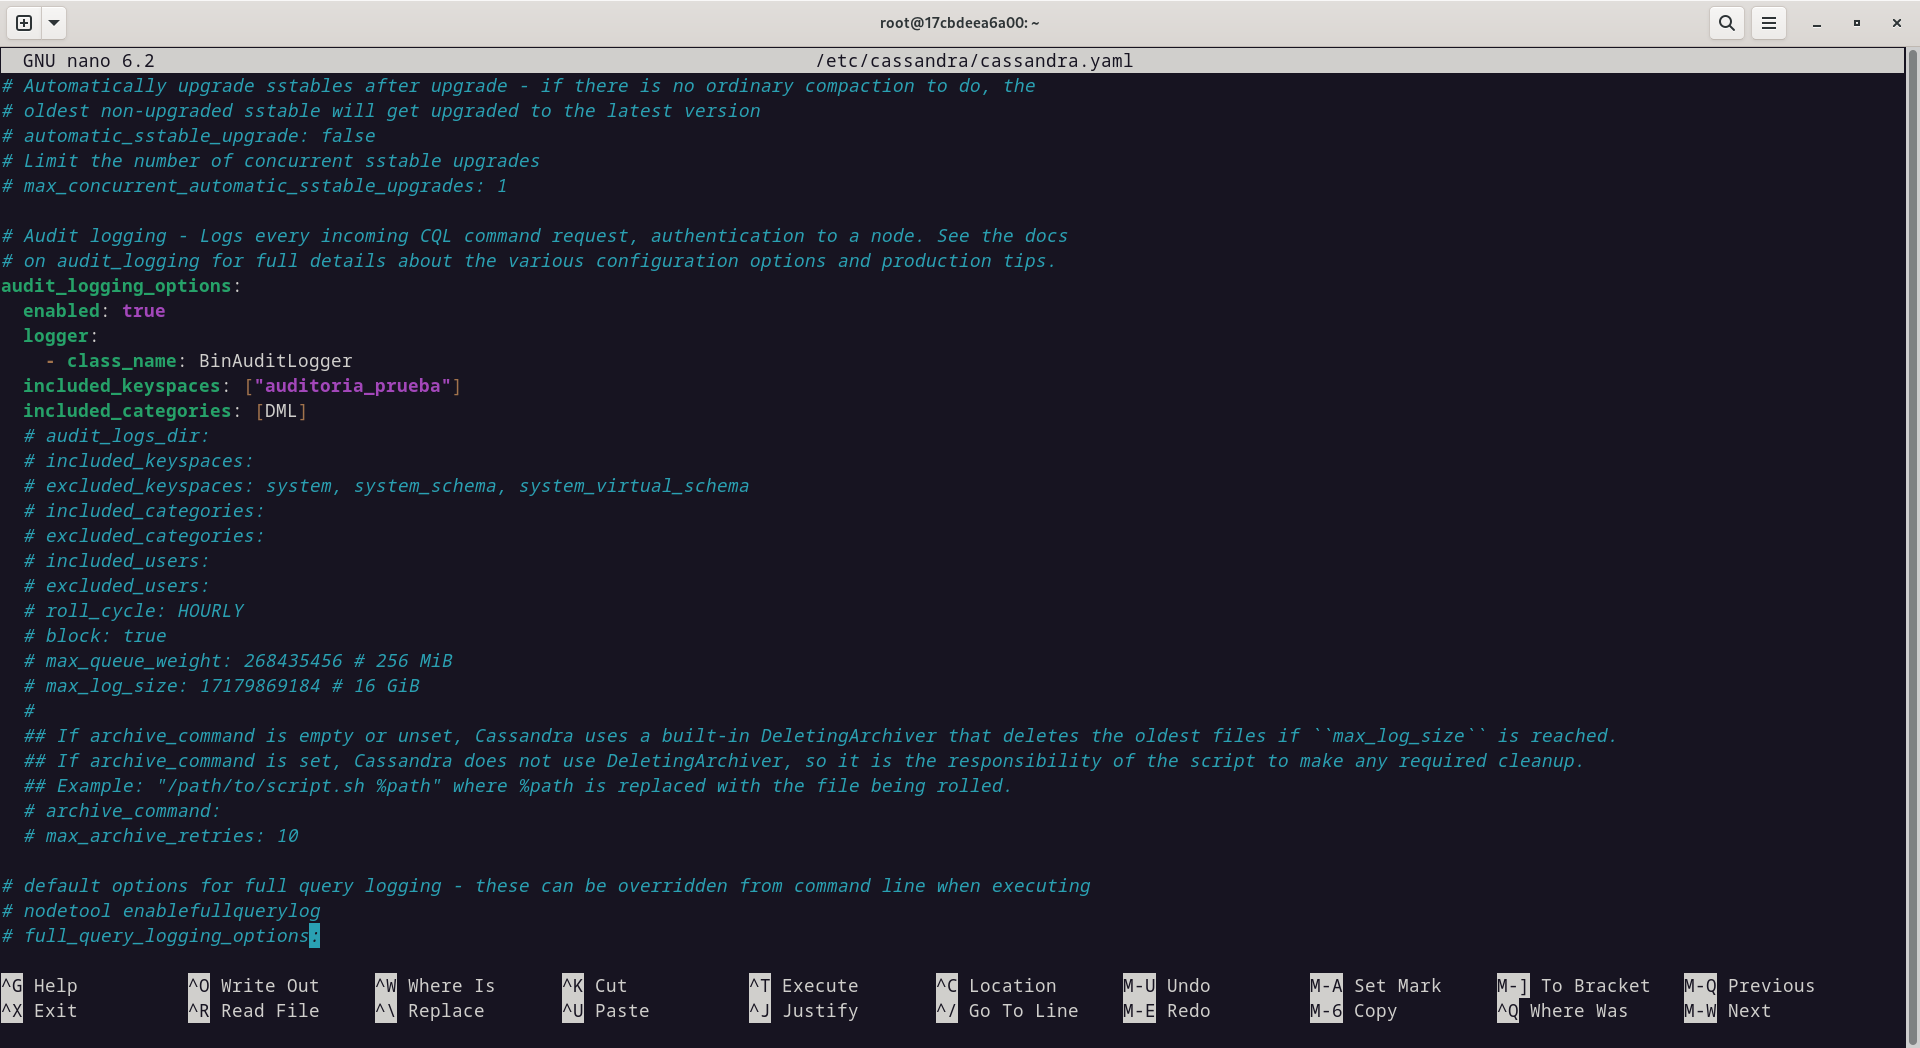 root@17cbdeea6a00: ~
GNU nano 6.2 /etc/cassandra/cassandra.yaml
# Automatically upgrade sstables after upgrade - if there is no ordinary compaction to do, the
# oldest non-upgraded sstable will get upgraded to the latest version
# automatic_sstable_upgrade: false
# Limit the number of concurrent sstable upgrades
# max_concurrent_automatic_sstable_upgrades: 1

# Audit logging - Logs every incoming CQL command request, authentication to a node. See the docs
# on audit_logging for full details about the various configuration options and production tips.
audit_logging_options:
  enabled: true
  logger:
    - class_name: BinAuditLogger
  included_keyspaces: ["auditoria_prueba"]
  included_categories: [DML]
  # audit_logs_dir:
  # included_keyspaces:
  # excluded_keyspaces: system, system_schema, system_virtual_schema
  # included_categories:
  # excluded_categories:
  # included_users:
  # excluded_users:
  # roll_cycle: HOURLY
  # block: true
  # max_queue_weight: 268435456 # 256 MiB
  # max_log_size: 17179869184 # 16 GiB
  #
  ## If archive_command is empty or unset, Cassandra uses a built-in DeletingArchiver that deletes the oldest files if ``max_log_size`` is reached.
  ## If archive_command is set, Cassandra does not use DeletingArchiver, so it is the responsibility of the script to make any required cleanup.
  ## Example: "/path/to/script.sh %path" where %path is replaced with the file being rolled.
  # archive_command:
  # max_archive_retries: 10

# default options for full query logging - these can be overridden from command line when executing
# nodetool enablefullquerylog
# full_query_logging_options:
^G Help ^O Write Out ^W Where Is ^K Cut ^T Execute ^C Location M-U Undo M-A Set Mark M-] To Bracket M-Q Previous
^X Exit ^R Read File ^\ Replace ^U Paste ^J Justify ^/ Go To Line M-E Redo M-6 Copy ^Q Where Was M-W Next